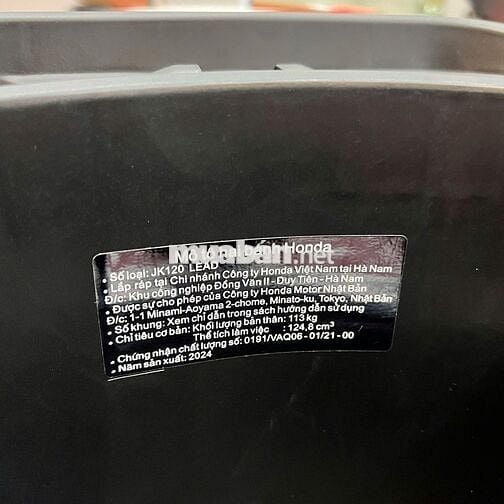 Mô tô hai bánh Honda
• Số loại: JK120 LEAD
• Lắp ráp tại Chi nhánh Công ty Honda Việt Nam tại Hà Nam
Đ/c: Khu công nghiệp Đồng Văn II - Duy Tiên - Hà Nam
• Được sự cho phép của Công ty Honda Motor Nhật Bản
Đ/c: 1-1 Minami-Aoyama 2-chome, Minato-ku, Tokyo, Nhật Bản
• Số khung: Xem chỉ dẫn trong sách hướng dẫn sử dụng
• Chỉ tiêu cơ bản: Khối lượng bản thân: 113 kg
Thể tích làm việc : 124,8 cm³
• Chứng nhận chất lượng số: 0191/VAQ06 - 01/21 - 00
• Năm sản xuất: 2024